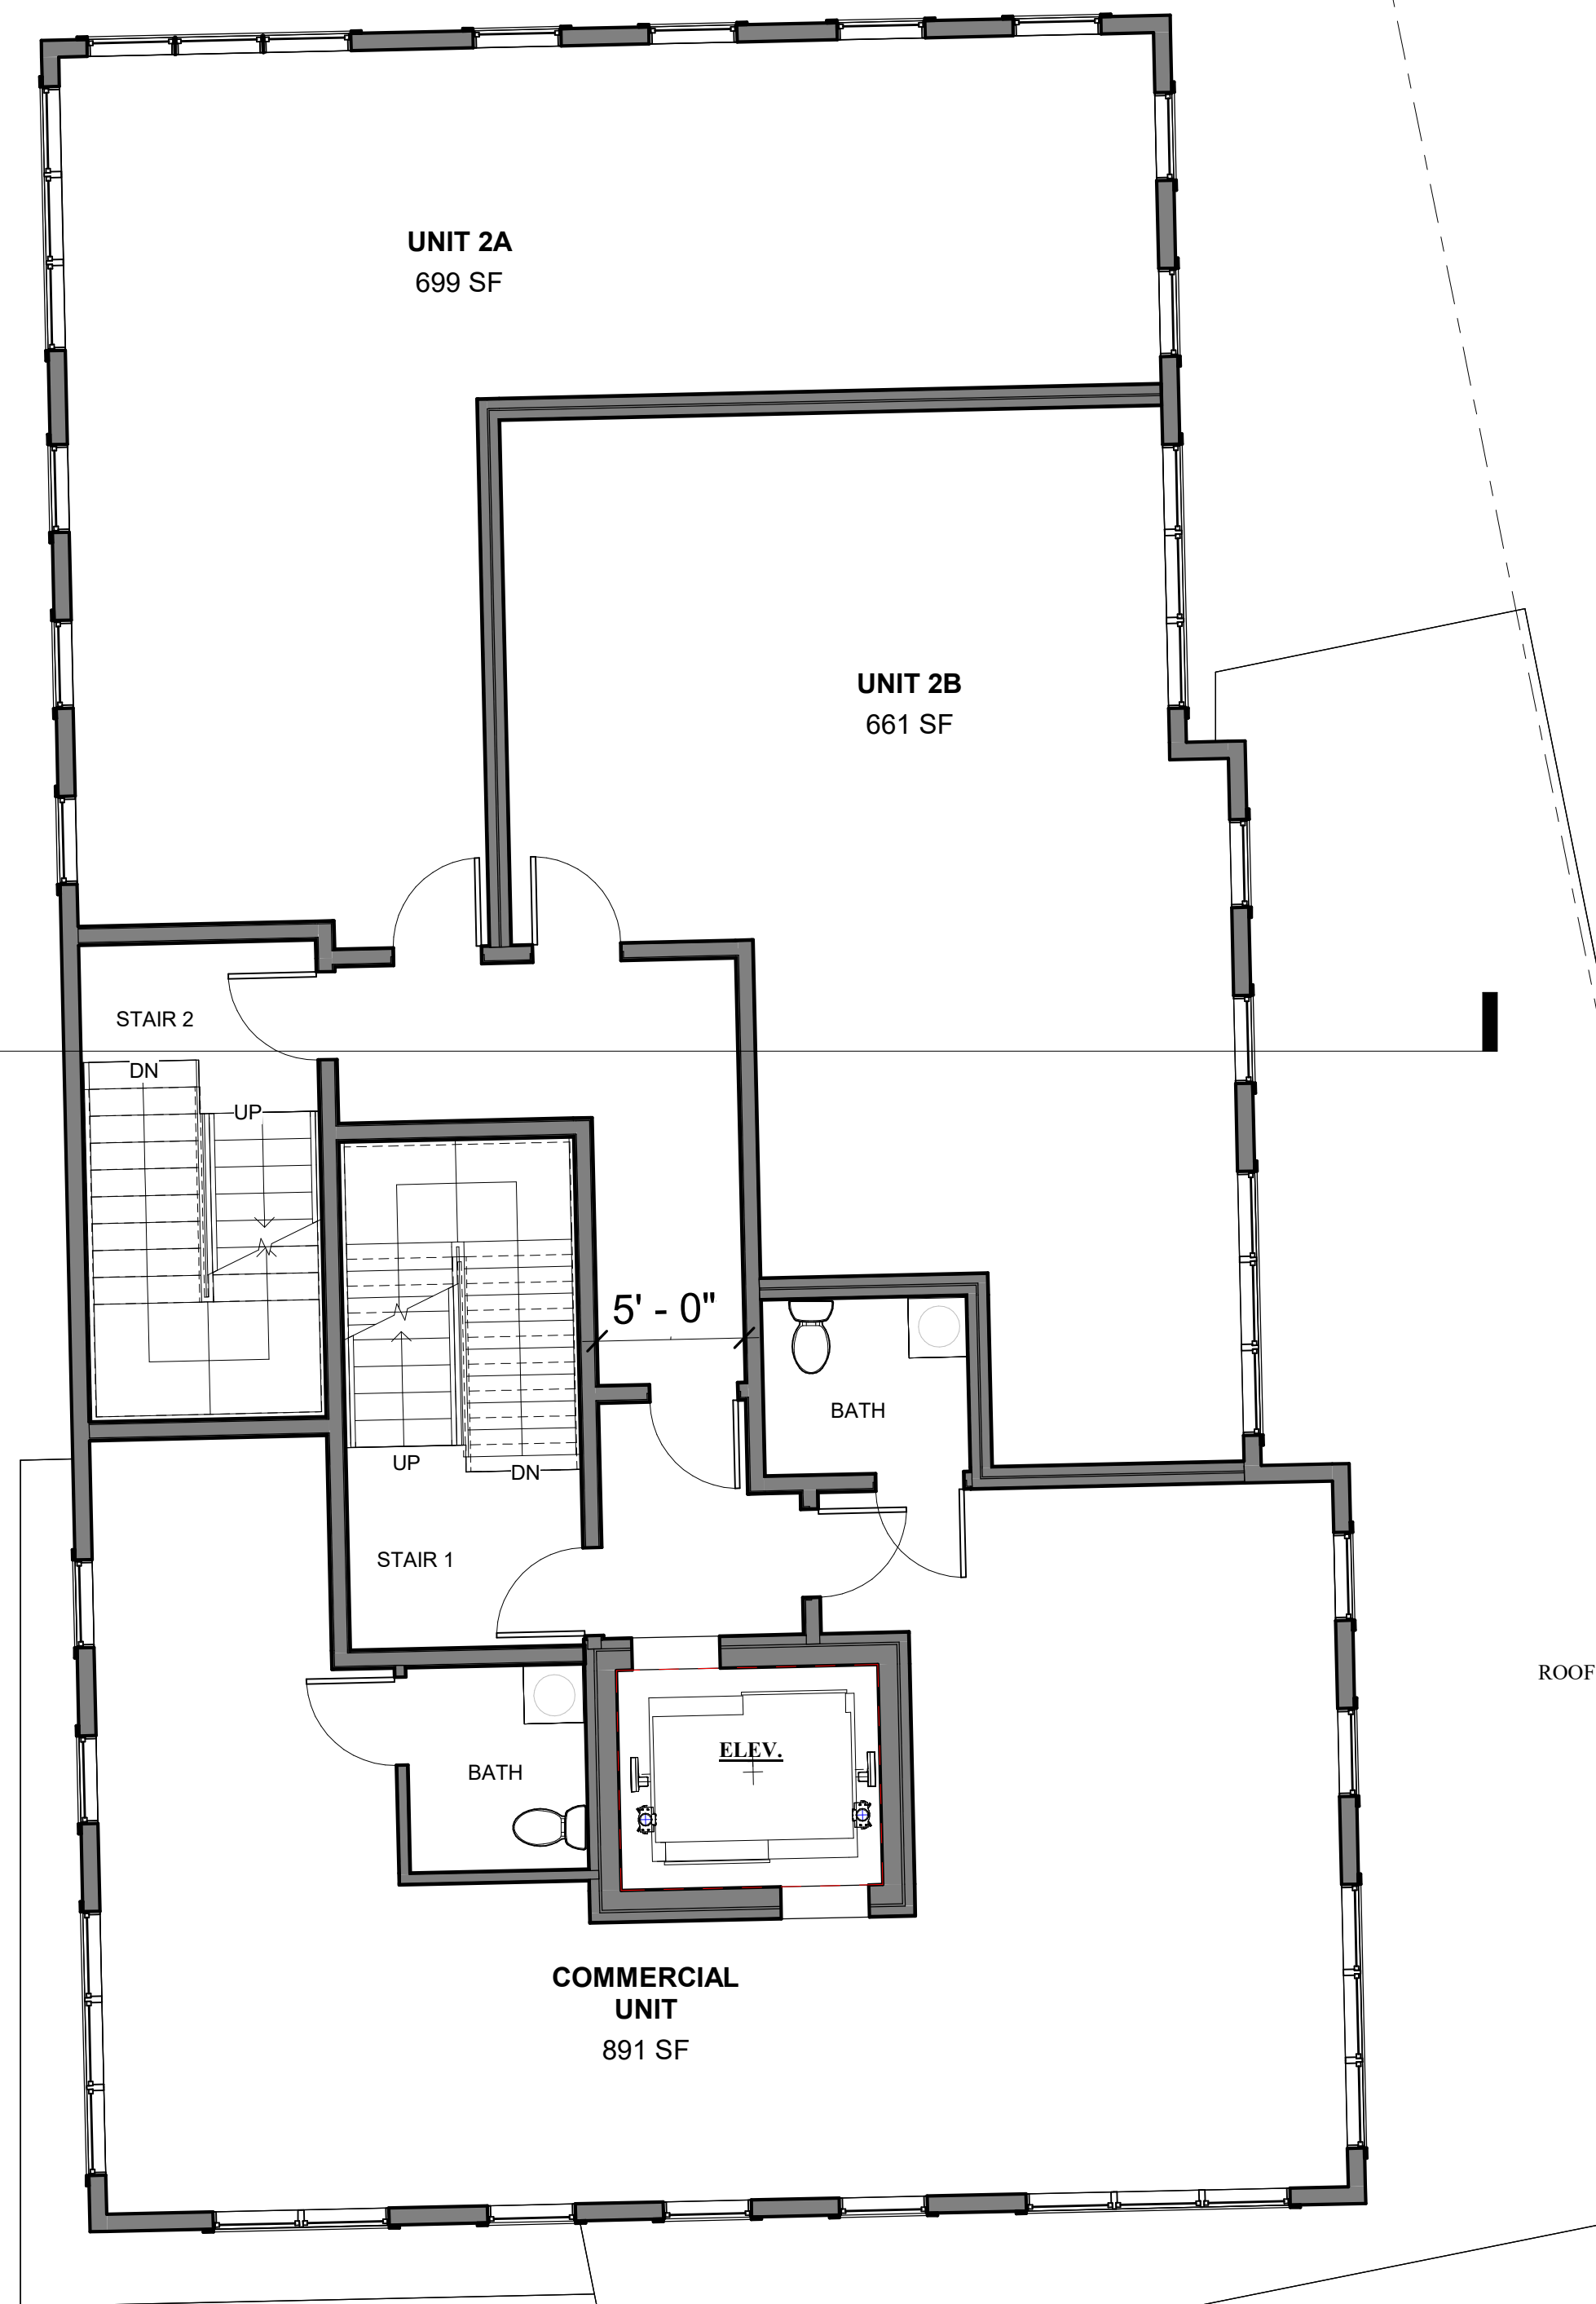 UNIT 2A
699 SF
UNIT 2B
661 SF
STAIR 2
DN
UP
5' - 0"
BATH
UP
DN
STAIR 1
ROOF
ELEV.
BATH
COMMERCIAL
UNIT
891 SF